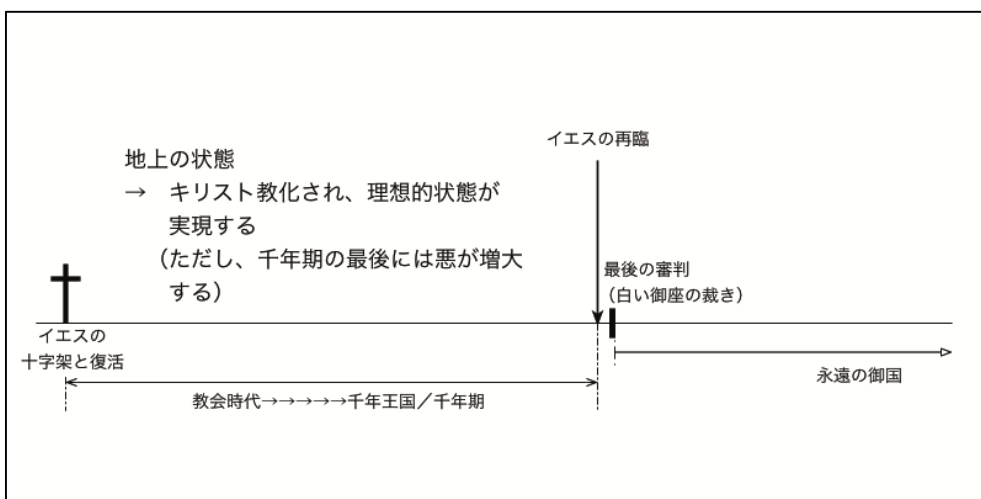 イエスの再臨
地上の状態
→　キリスト教化され、理想的状態が
実現する
（ただし、千年期の最後には悪が増大
する）
最後の審判
（白い御座の裁き）
イエスの
十字架と復活
永遠の御国
教会時代→→→→→千年王国／千年期